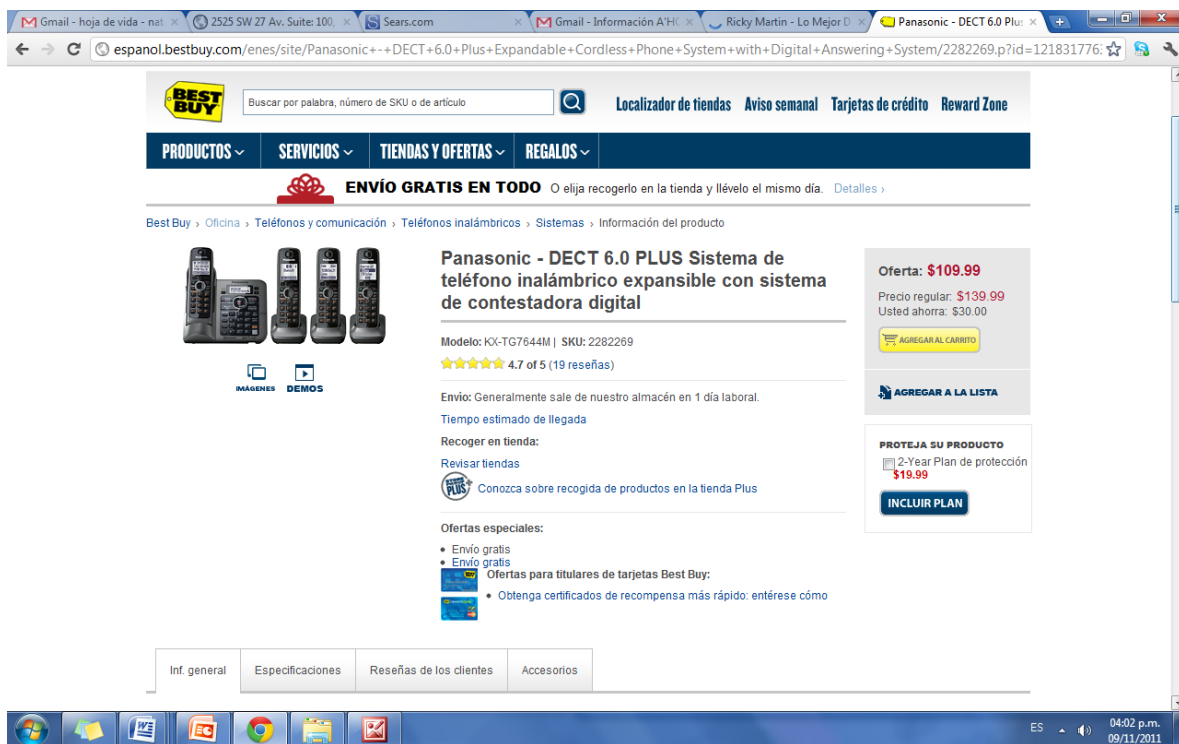 Gmail - hoja de vida - nat
2525 SW 27 Av. Suite: 100,
Sears.com
Gmail - Información A'H
Ricky Martin - Lo Mejor D
Panasonic - DECT 6.0 Plus
espanol.bestbuy.com/enes/site/Panasonic+-+DECT+6.0+Plus+Expandable+Cordless+Phone+System+with+Digital+Answering+System/2282269.p?id=121831776
BEST BUY
Buscar por palabra, número de SKU o de artículo
Localizador de tiendas Aviso semanal Tarjetas de crédito Reward Zone
PRODUCTOS SERVICIOS TIENDAS Y OFERTAS REGALOS
ENVÍO GRATIS EN TODO O elija recogerlo en la tienda y llévelo el mismo día. Detalles ›
Best Buy › Oficina › Teléfonos y comunicación › Teléfonos inalámbricos › Sistemas › Información del producto
Panasonic - DECT 6.0 PLUS Sistema de
teléfono inalámbrico expansible con sistema
de contestadora digital
Modelo: KX-TG7644M | SKU: 2282269
4.7 of 5 (19 reseñas)
IMÁGENES DEMOS
Envio: Generalmente sale de nuestro almacén en 1 día laboral.
Tiempo estimado de llegada
Recoger en tienda:
Revisar tiendas
PLUS+ Conozca sobre recogida de productos en la tienda Plus
Ofertas especiales:
• Envío gratis
• Envío gratis
Ofertas para titulares de tarjetas Best Buy:
• Obtenga certificados de recompensa más rápido: entérese cómo
Oferta: $109.99
Precio regular: $139.99
Usted ahorra: $30.00
AGREGAR AL CARRITO
AGREGAR A LA LISTA
PROTEJA SU PRODUCTO
2-Year Plan de protección
$19.99
INCLUIR PLAN
Inf. general Especificaciones Reseñas de los clientes Accesorios
ES
04:02 p.m.
09/11/2011